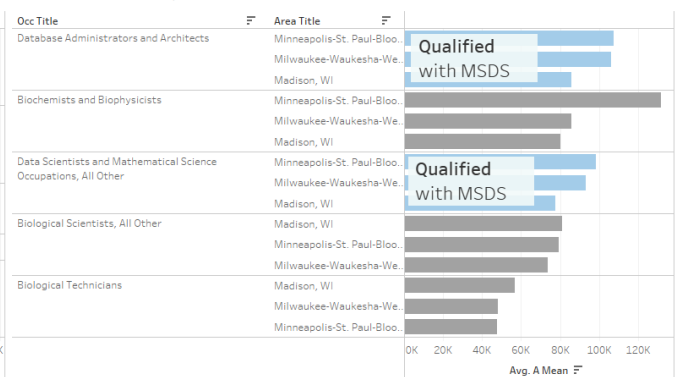 Occ Title Area Title
Database Administrators and Architects Minneapolis-St. Paul-Bloo..
Milwaukee-Waukesha-We..
Madison, WI
Qualified
with MSDS
Biochemists and Biophysicists Minneapolis-St. Paul-Bloo..
Milwaukee-Waukesha-We..
Madison, WI
Data Scientists and Mathematical Science
Occupations, All Other
Minneapolis-St. Paul-Bloo..
Milwaukee-Waukesha-We..
Madison, WI
Qualified
with MSDS
Biological Scientists, All Other Madison, WI
Minneapolis-St. Paul-Bloo..
Milwaukee-Waukesha-We..
Biological Technicians Madison, WI
Milwaukee-Waukesha-We..
Minneapolis-St. Paul-Bloo..
0K 20K 40K 60K 80K 100K 120K
Avg. A Mean